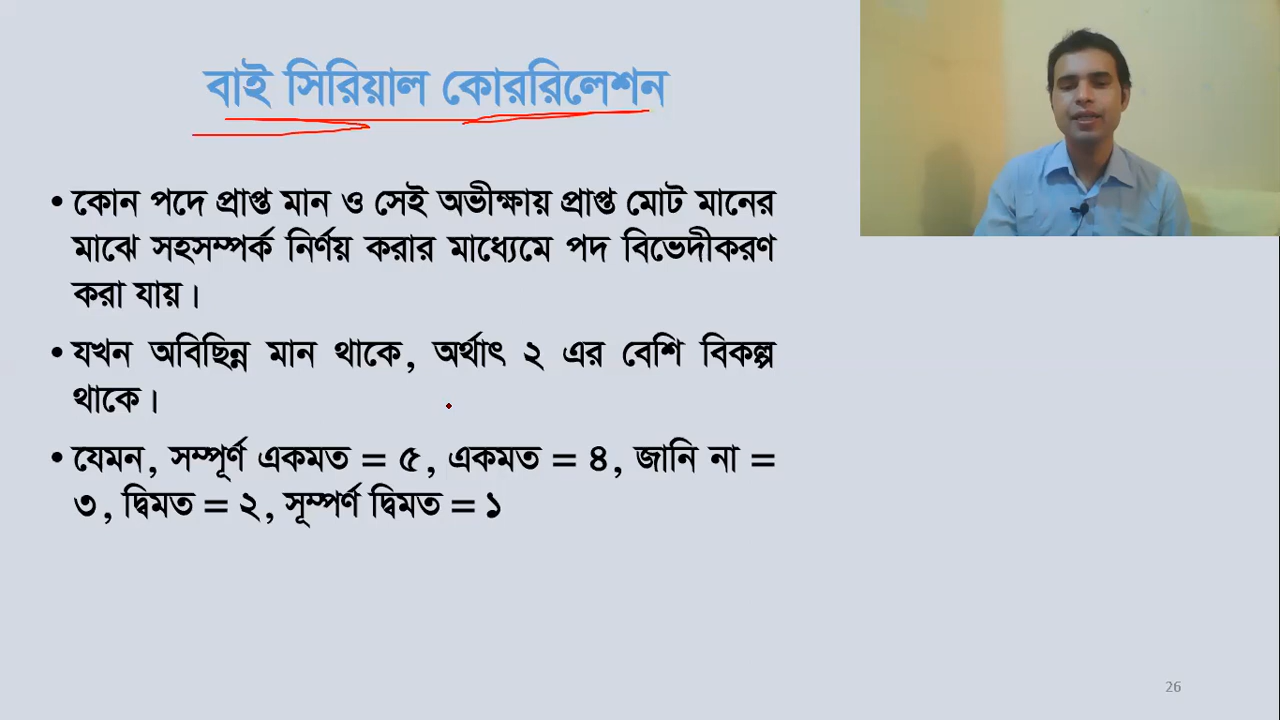 বাই সিরিয়াল কোররিলেশন
• কোন পদে প্রাপ্ত মান ও সেই অভীক্ষায় প্রাপ্ত মোট মানের
মাঝে সহসম্পর্ক নির্ণয় করার মাধ্যেমে পদ বিভেদীকরণ
করা যায়।
• যখন অবিছিন্ন মান থাকে, অর্থাৎ ২ এর বেশি বিকল্প
থাকে।
• যেমন, সম্পূর্ণ একমত = ৫, একমত = ৪, জানি না =
৩, দ্বিমত = ২, সূম্পর্ণ দ্বিমত = ১
26